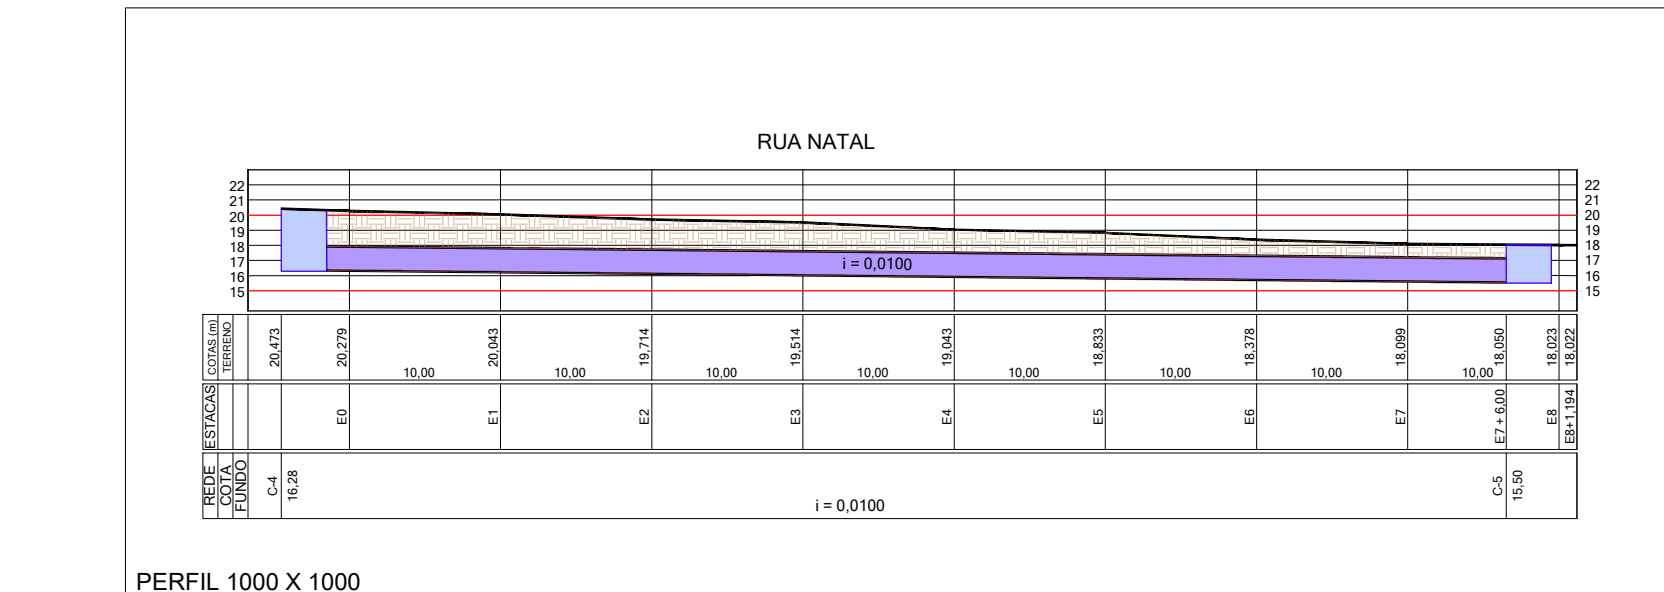 RUA NATAL
22 22
21 21
20 20
19 19
18 18
17 17
16 16
15 15
i = 0,0100
COTAS (m)
TERRENO
20,473 20,279 20,043 19,714 19,514 19,043 18,833 18,378 18,099 18,050 18,023 18,022
10,00 10,00 10,00 10,00 10,00 10,00 10,00 10,00
ESTACAS
E0 E1 E2 E3 E4 E5 E6 E7 E7 + 6,00 E8 E8+1,194
REDE
COTA
FUNDO
C-4 16,28 C-5 15,50
i = 0,0100
PERFIL 1000 X 1000